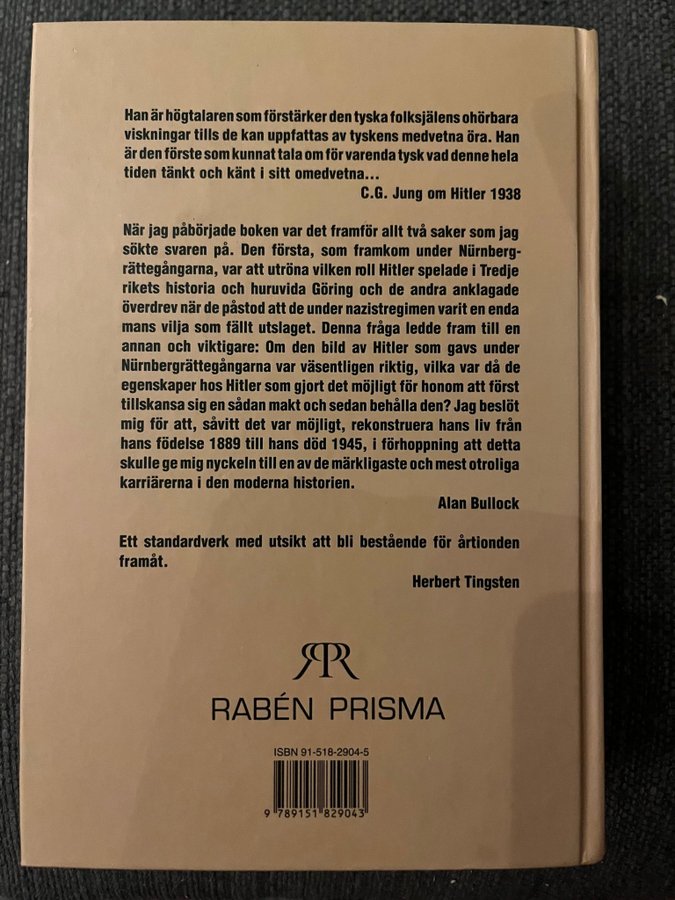 Han är högtalaren som förstärker den tyska folksjälens ohörbara
viskningar tills de kan uppfattas av tyskens medvetna öra. Han
är den förste som kunnat tala om för varenda tysk vad denne hela
tiden tänkt och känt i sitt omedvetna...
C.G. Jung om Hitler 1938
När jag påbörjade boken var det framför allt två saker som jag
sökte svaren på. Den första, som framkom under Nürnberg-
rättegångarna, var att utröna vilken roll Hitler spelade i Tredje
rikets historia och huruvida Göring och de andra anklagade
överdrev när de påstod att de under nazistregimen varit en enda
mans vilja som fällt utslaget. Denna fråga ledde fram till en
annan och viktigare: Om den bild av Hitler som gavs under
Nürnbergrättegångarna var väsentligen riktig, vilka var då de
egenskaper hos Hitler som gjort det möjligt för honom att först
tillskansa sig en sådan makt och sedan behålla den? Jag beslöt
mig för att, såvitt det var möjligt, rekonstruera hans liv från
hans födelse 1889 till hans död 1945, i förhoppning att detta
skulle ge mig nyckeln till en av de märkligaste och mest otroliga
karriärerna i den moderna historien.
Alan Bullock
Ett standardverk med utsikt att bli bestående för årtionden
framåt.
Herbert Tingsten
RPR
RABÉN PRISMA
ISBN 91-518-2904-5
9 789151 829043